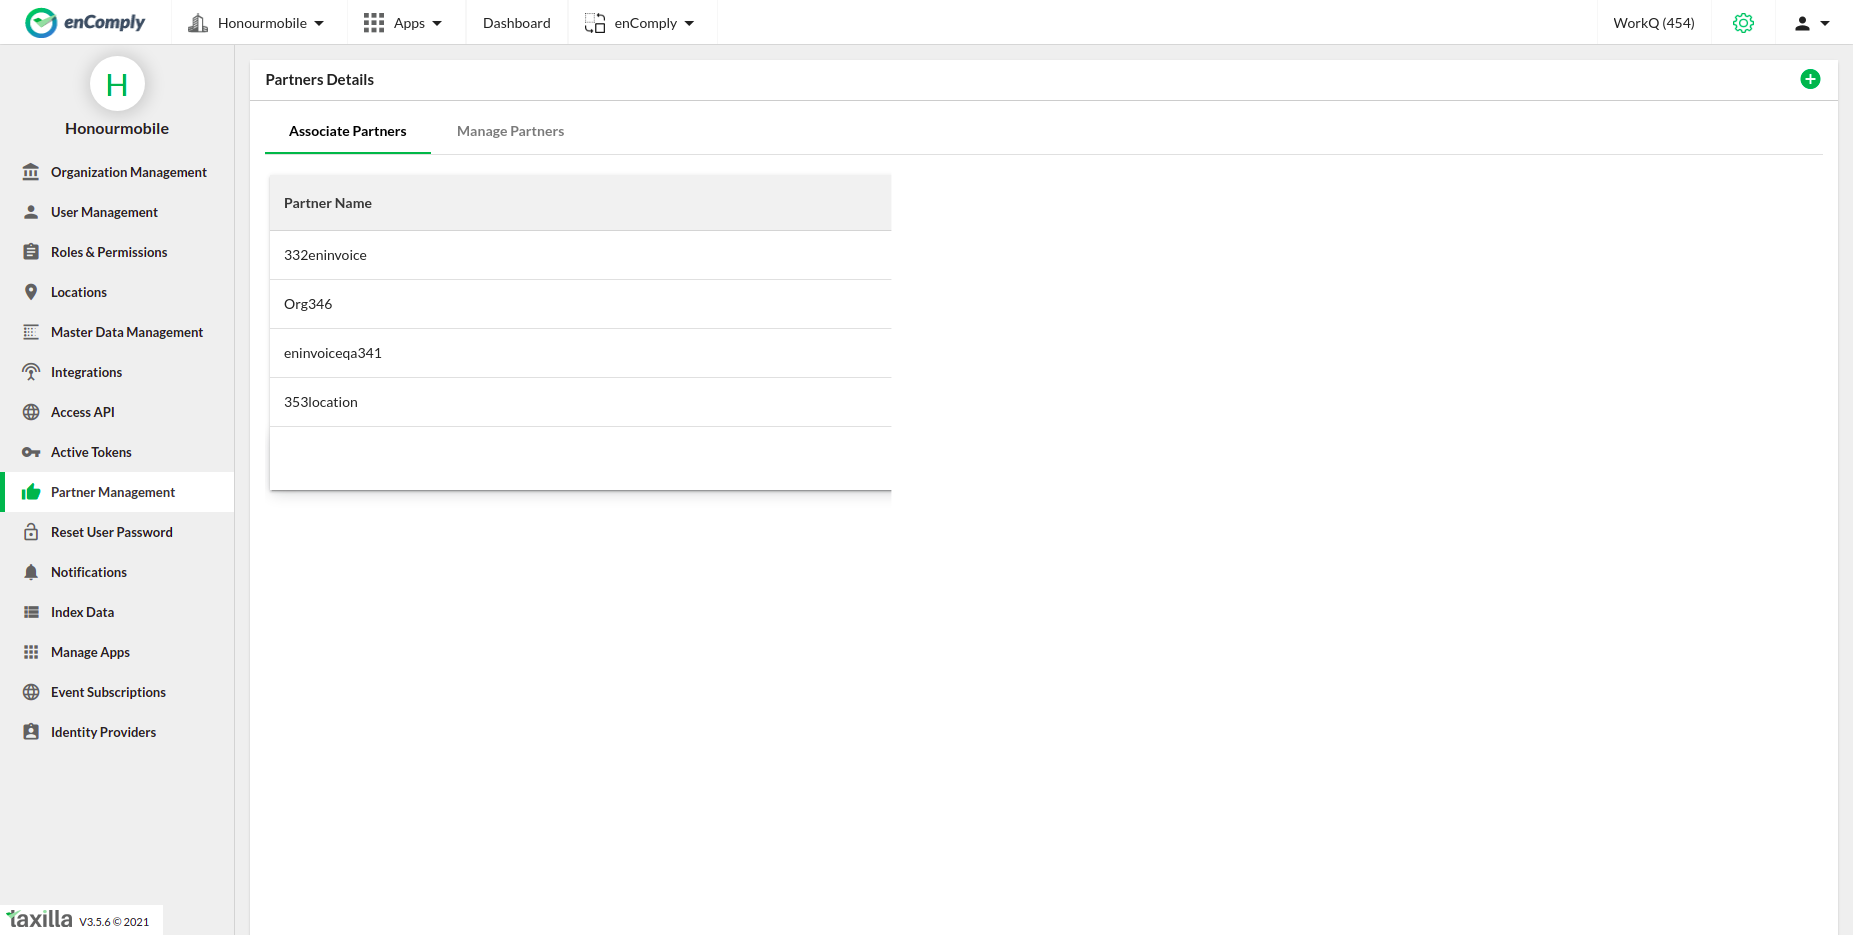 enComply
Honourmobile
Apps
Dashboard
enComply
WorkQ (454)
H
Honourmobile
Organization Management
User Management
Roles & Permissions
Locations
Master Data Management
Integrations
Access API
Active Tokens
Partner Management
Reset User Password
Notifications
Index Data
Manage Apps
Event Subscriptions
Identity Providers
taxilla V3.5.6 © 2021
Partners Details
Associate Partners
Manage Partners
Partner Name
332eninvoice
Org346
eninvoiceqa341
353location